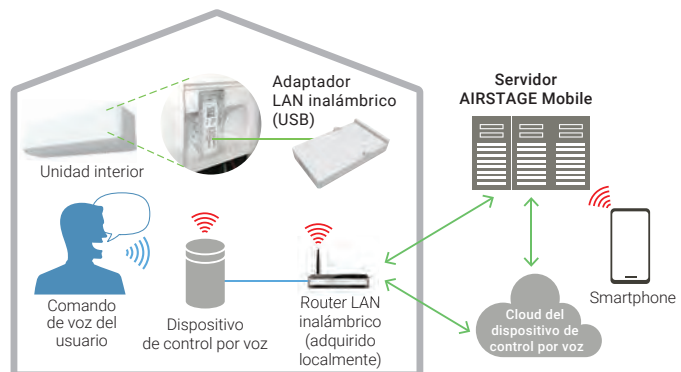 Adaptador
LAN inalámbrico
(USB)
Unidad interior
Servidor
AIRSTAGE Mobile
Comando
de voz del
usuario
Dispositivo
de control por voz
Router LAN
inalámbrico
(adquirido
localmente)
Cloud del
dispositivo de
control por voz
Smartphone